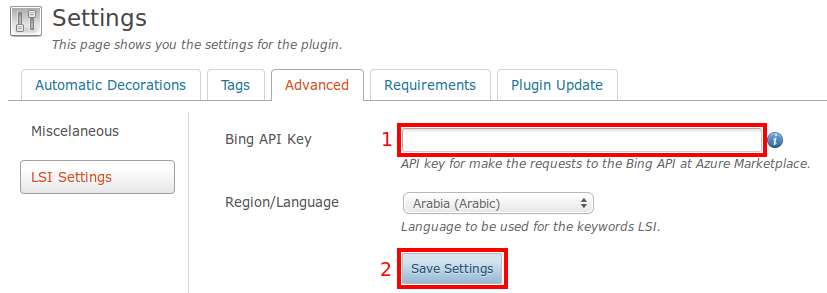 Settings
This page shows you the settings for the plugin.
Automatic Decorations Tags Advanced Requirements Plugin Update
Miscellaneous
LSI Settings
Bing API Key 1 i
API key for make the requests to the Bing API at Azure Marketplace.
Region/Language Arabia (Arabic)
Language to be used for the keywords LSI.
2 Save Settings